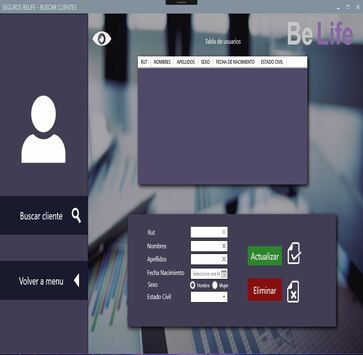 SEGUROS BELIFE - BUSCAR CLIENTES
Be Life
Tabla de usuarios
RUT NOMBRES APELLIDOS SEXO FECHA DE NACIMIENTO ESTADO CIVIL
Buscar cliente
Volver a menu
Rut
Nombres
Apellidos
Fecha Nacimiento Seleccione una fe
Sexo Hombre Mujer
Estado Civil
Actualizar
Eliminar